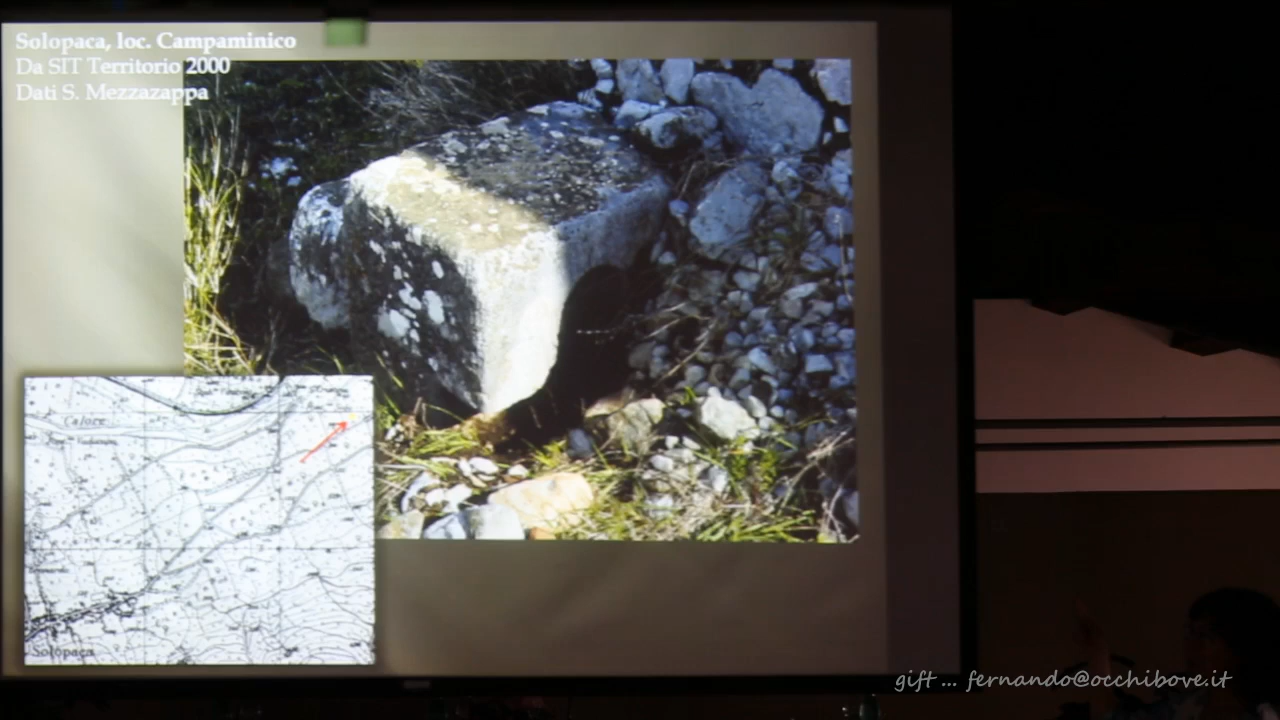 Solopaca, loc. Campaminico
Da SIT Territorio 2000
Dati S. Mezzazappa
Calore
Solopaca
gift ... fernando@occhibove.it